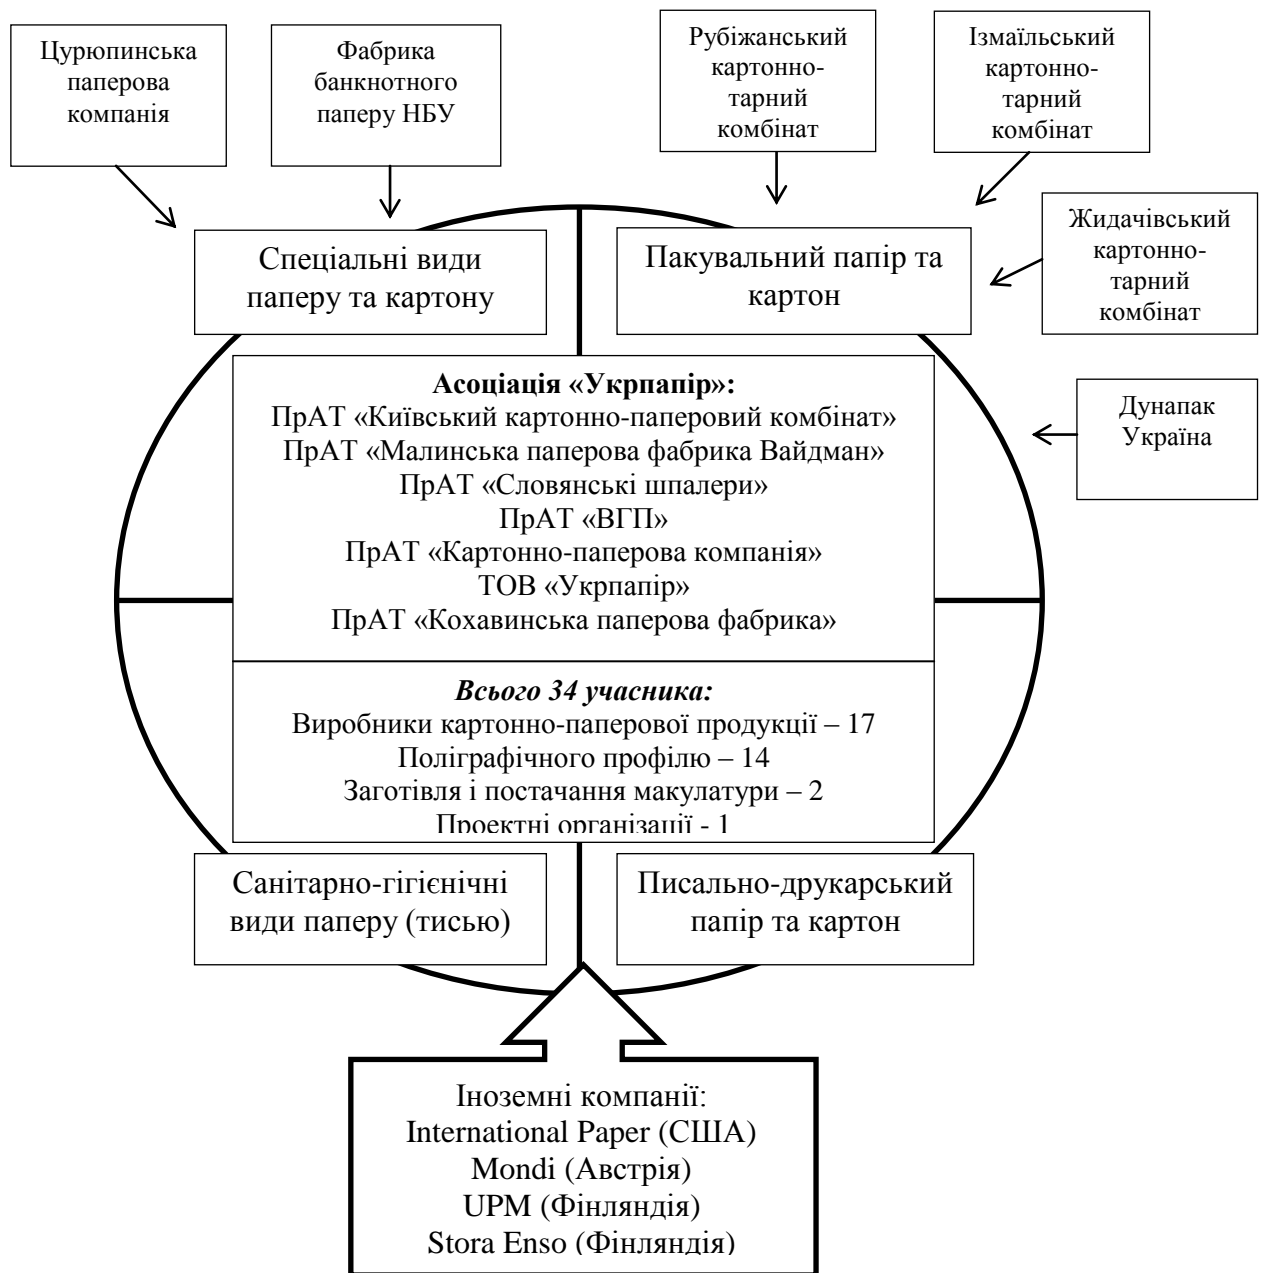 Цурюпинська
паперова
компанія
Фабрика
банкнотного
паперу НБУ
Рубіжанський
картонно-
тарний
комбінат
Ізмаїльський
картонно-
тарний
комбінат
Жидачівський
картонно-
тарний
комбінат
Дунапак
Україна
Спеціальні види
паперу та картону
Пакувальний папір та
картон
Асоціація «Укрпапір»:
ПрАТ «Київський картонно-паперовий комбінат»
ПрАТ «Малинська паперова фабрика Вайдман»
ПрАТ «Словянські шпалери»
ПрАТ «ВГП»
ПрАТ «Картонно-паперова компанія»
ТОВ «Укрпапір»
ПрАТ «Кохавинська паперова фабрика»
Всього 34 учасника:
Виробники картонно-паперової продукції – 17
Поліграфічного профілю – 14
Заготівля і постачання макулатури – 2
Проектні організації - 1
Санітарно-гігієнічні
види паперу (тисью)
Писально-друкарський
папір та картон
Іноземні компанії:
International Paper (США)
Mondi (Австрія)
UPM (Фінляндія)
Stora Enso (Фінляндія)